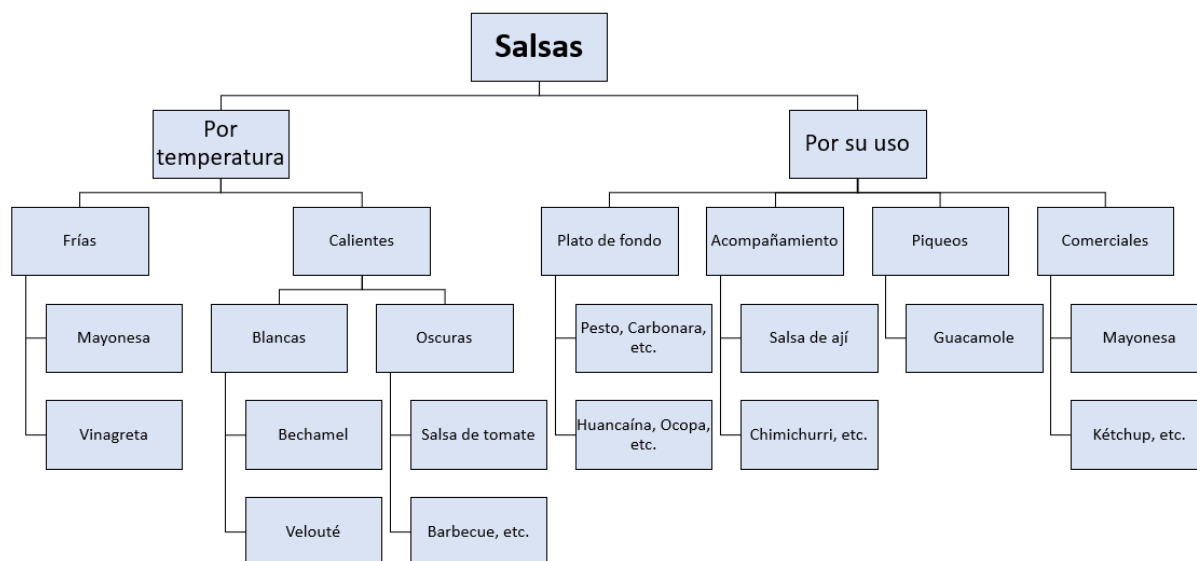 Salsas
Por
temperatura
Por su uso
Frías
Calientes
Plato de fondo
Acompañamiento
Piqueos
Comerciales
Mayonesa
Blancas
Oscuras
Pesto, Carbonara,
etc.
Salsa de ají
Guacamole
Mayonesa
Vinagreta
Bechamel
Salsa de tomate
Huancaína, Ocopa,
etc.
Chimichurri, etc.
Kétchup, etc.
Velouté
Barbecue, etc.